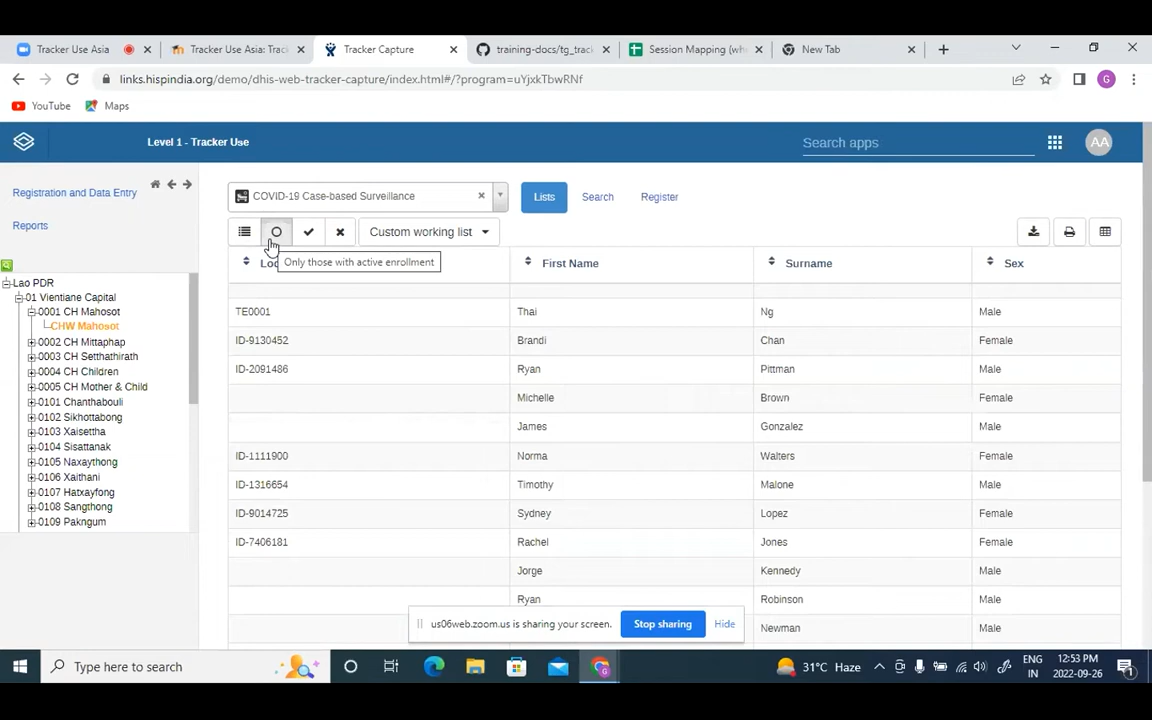 Tracker Use Asia
Tracker Use Asia: Tracl
Tracker Capture
training-docs/tg_track
Session Mapping (whe
New Tab
links.hispindia.org/demo/dhis-web-tracker-capture/index.html#/?program=uYjxkTbwRNf
G
YouTube
Maps
Level 1 - Tracker Use
Search apps
AA
Registration and Data Entry
Reports
COVID-19 Case-based Surveillance
Lists
Search
Register
Custom working list
Only those with active enrollment
Lo
First Name
Surname
Sex
Lao PDR
01 Vientiane Capital
0001 CH Mahosot
CHW Mahosot
0002 CH Mittaphap
0003 CH Setthathirath
0004 CH Children
0005 CH Mother & Child
0101 Chanthabouli
0102 Sikhottabong
0103 Xaisettha
0104 Sisattanak
0105 Naxaythong
0106 Xaithani
0107 Hatxayfong
0108 Sangthong
0109 Pakngum
TE0001 Thai Ng Male
ID-9130452 Brandi Chan Female
ID-2091486 Ryan Pittman Male
Michelle Brown Female
James Gonzalez Male
ID-1111900 Norma Walters Female
ID-1316654 Timothy Malone Male
ID-9014725 Sydney Lopez Female
ID-7406181 Rachel Jones Female
Jorge Kennedy Male
Ryan Robinson Male
Newman Male
us06web.zoom.us is sharing your screen.
Stop sharing
Hide
Type here to search
31°C Haze
ENG
IN
12:53 PM
2022-09-26
1